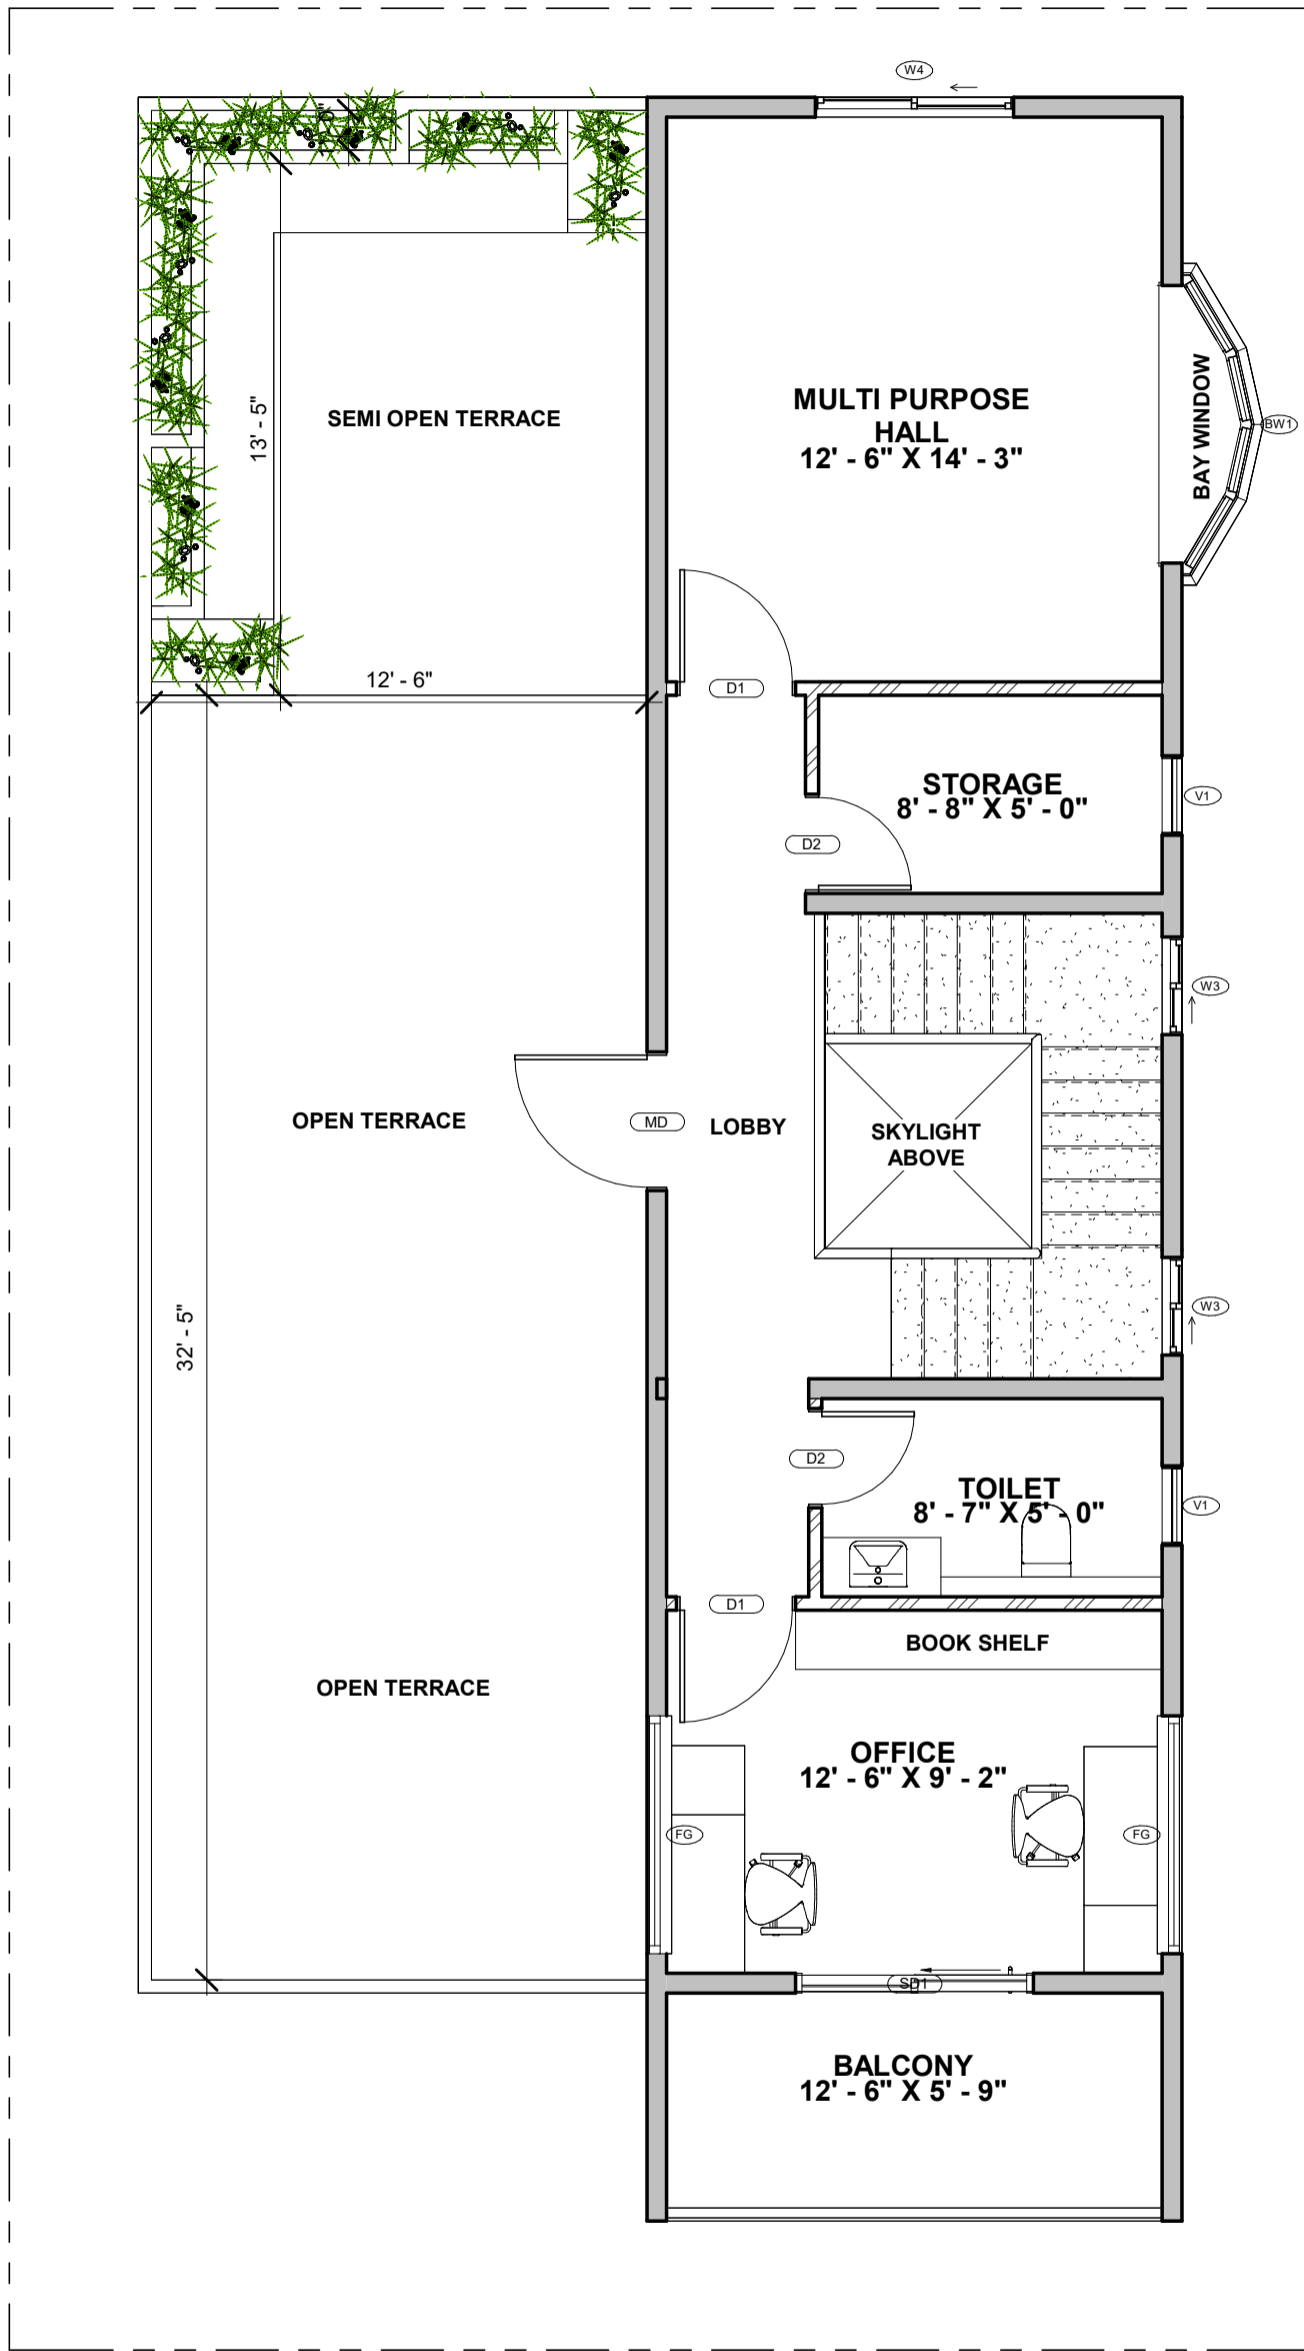 W4
SEMI OPEN TERRACE
13' - 5"
12' - 6"
MULTI PURPOSE
HALL
12' - 6" X 14' - 3"
BAY WINDOW
BW1
D1
STORAGE
8' - 8" X 5' - 0"
V1
D2
W3
OPEN TERRACE
MD
LOBBY
SKYLIGHT
ABOVE
W3
32' - 5"
D2
TOILET
8' - 7" X 5' - 0"
V1
D1
BOOK SHELF
OPEN TERRACE
OFFICE
12' - 6" X 9' - 2"
FG
FG
SD1
BALCONY
12' - 6" X 5' - 9"